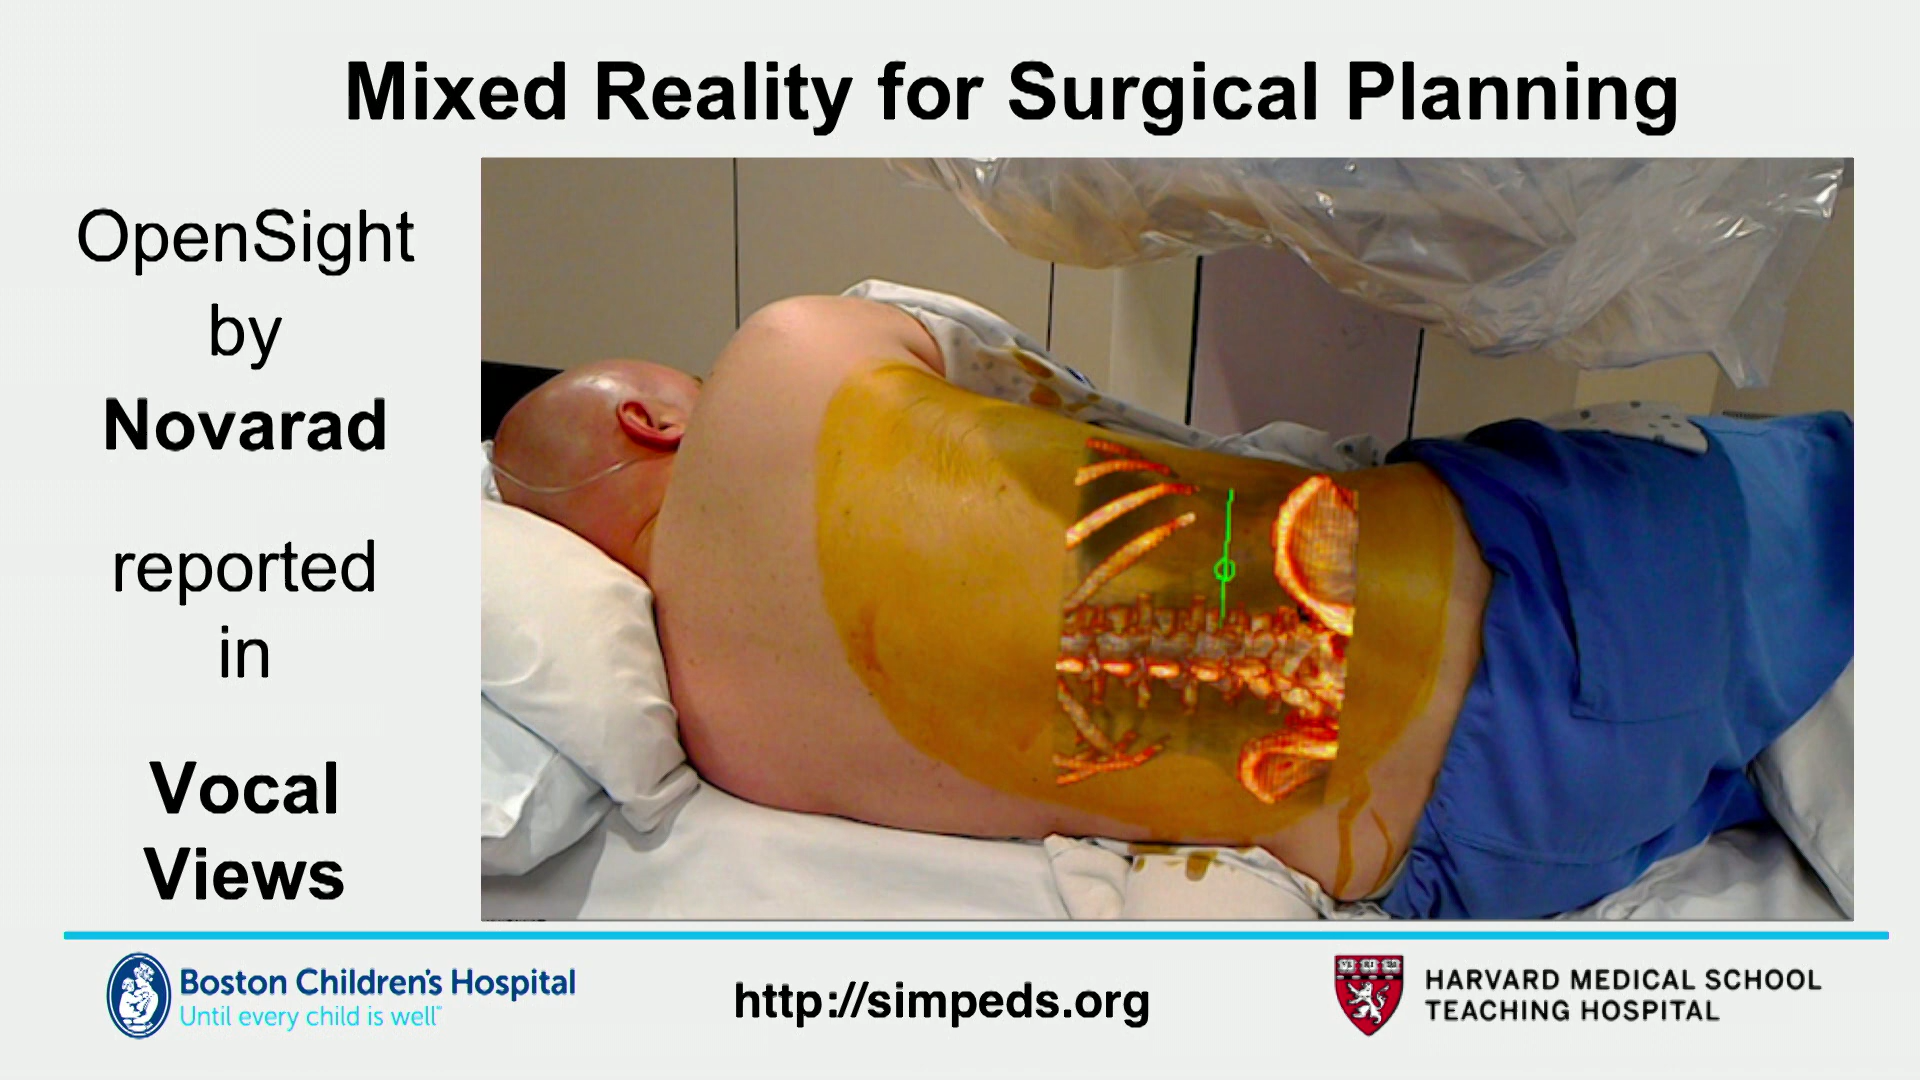 Mixed Reality for Surgical Planning
OpenSight
by
Novarad
reported
in
Vocal
Views
Boston Children's Hospital
Until every child is well™
http://simpeds.org
HARVARD MEDICAL SCHOOL
TEACHING HOSPITAL